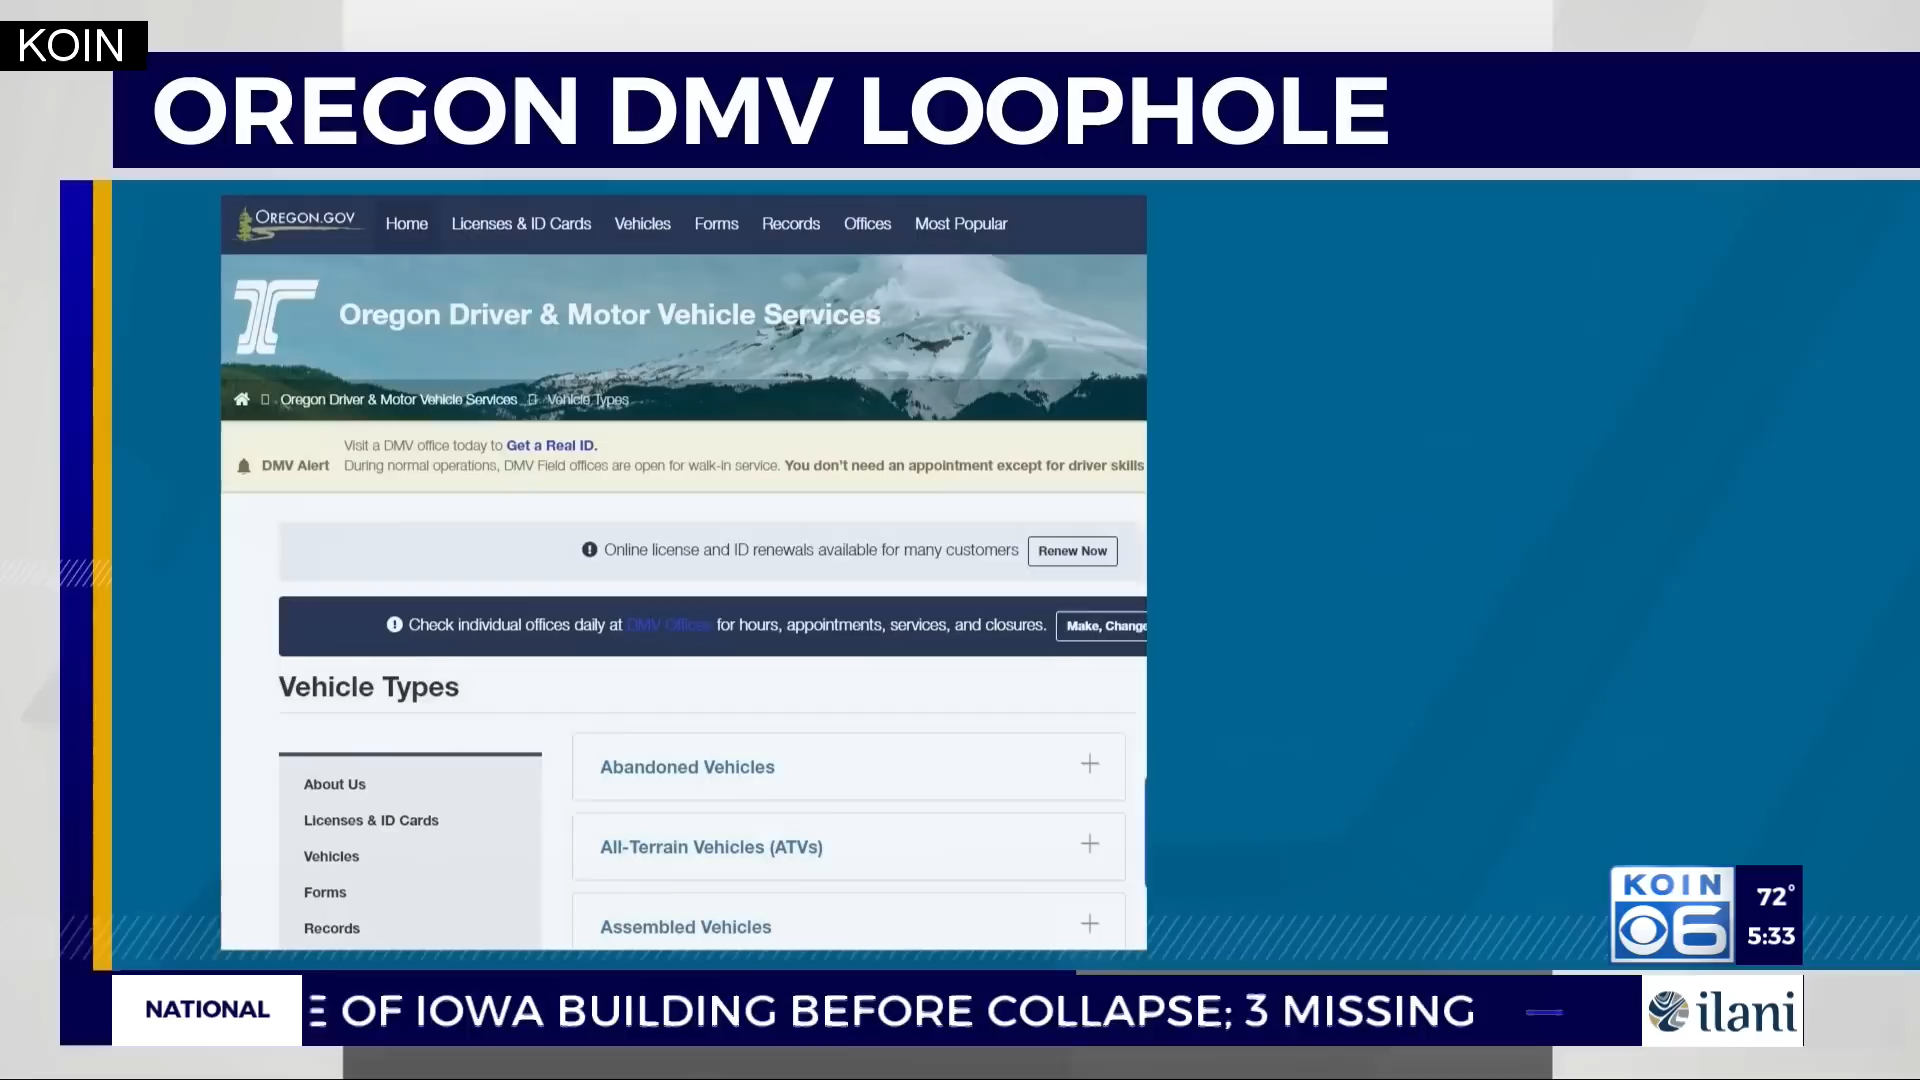 KOIN
OREGON DMV LOOPHOLE
OREGON.GOV
Home Licenses & ID Cards Vehicles Forms Records Offices Most Popular
Oregon Driver & Motor Vehicle Services
Oregon Driver & Motor Vehicle Services Vehicle Types
Visit a DMV office today to Get a Real ID.
DMV Alert During normal operations, DMV Field offices are open for walk-in service. You don't need an appointment except for driver skills
Online license and ID renewals available for many customers Renew Now
Check individual offices daily at DMV Offices for hours, appointments, services, and closures. Make, Change
Vehicle Types
About Us
Licenses & ID Cards
Vehicles
Forms
Records
Abandoned Vehicles
All-Terrain Vehicles (ATVs)
Assembled Vehicles
KOIN
6
72°
5:33
NATIONAL
E OF IOWA BUILDING BEFORE COLLAPSE; 3 MISSING —
ilani